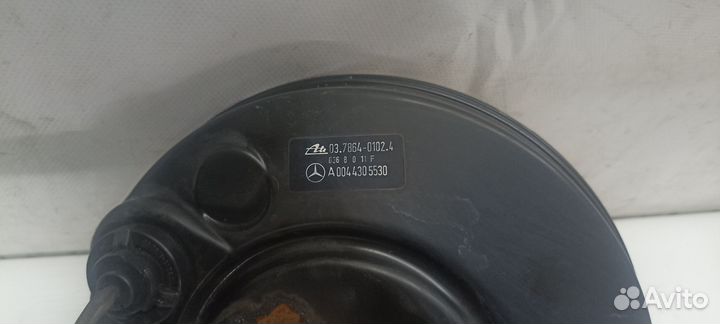 Ate 03.7864-0102.4
036 8 0 11 F
A 004 430 5530
Avito